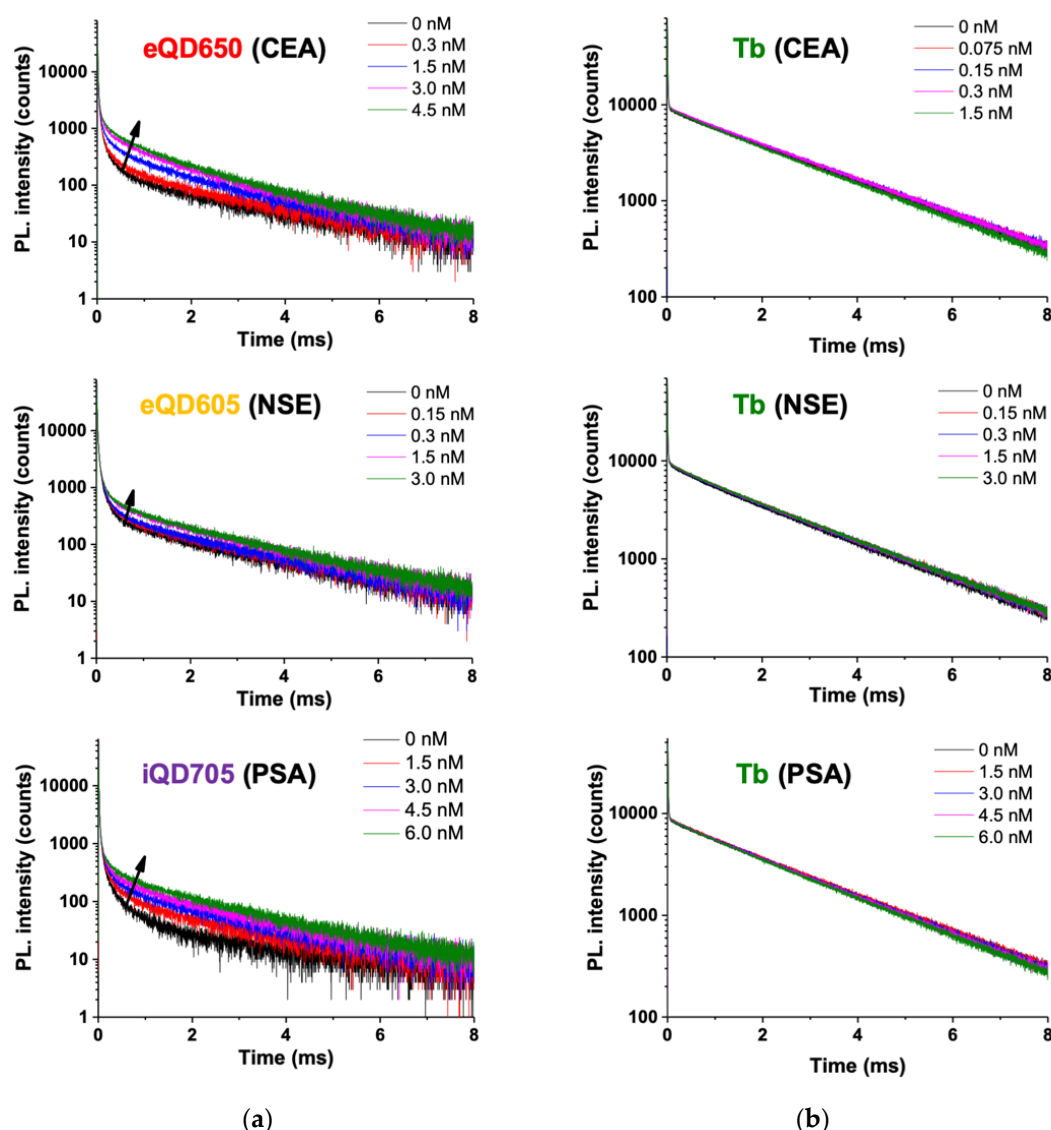 eQD650 (CEA)
0 nM
0.3 nM
1.5 nM
3.0 nM
4.5 nM
PL. intensity (counts)
10000
1000
100
10
1
0 2 4 6 8
Time (ms)
Tb (CEA)
0 nM
0.075 nM
0.15 nM
0.3 nM
1.5 nM
PL. intensity (counts)
10000
1000
100
0 2 4 6 8
Time (ms)
eQD605 (NSE)
0 nM
0.15 nM
0.3 nM
1.5 nM
3.0 nM
PL. intensity (counts)
10000
1000
100
10
1
0 2 4 6 8
Time (ms)
Tb (NSE)
0 nM
0.15 nM
0.3 nM
1.5 nM
3.0 nM
PL. intensity (counts)
10000
1000
100
0 2 4 6 8
Time (ms)
iQD705 (PSA)
0 nM
1.5 nM
3.0 nM
4.5 nM
6.0 nM
PL. intensity (counts)
10000
1000
100
10
1
0 2 4 6 8
Time (ms)
Tb (PSA)
0 nM
1.5 nM
3.0 nM
4.5 nM
6.0 nM
PL. intensity (counts)
10000
1000
100
0 2 4 6 8
Time (ms)
(a)
(b)